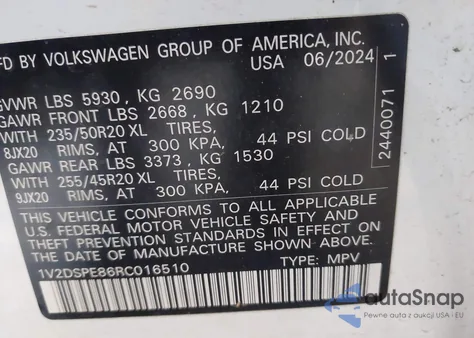 MFD BY VOLKSWAGEN GROUP OF AMERICA, INC.
USA 06/2024
GVWR LBS 5930 , KG 2690
GAWR FRONT LBS 2668 , KG 1210
WITH 235/50R20 XL TIRES,
8JX20 RIMS, AT 300 KPA, 44 PSI COLD
GAWR REAR LBS 3373 , KG 1530
WITH 255/45R20 XL TIRES,
9JX20 RIMS, AT 300 KPA, 44 PSI COLD
THIS VEHICLE CONFORMS TO ALL APPLICABLE
U.S. FEDERAL MOTOR VEHICLE SAFETY AND
THEFT PREVENTION STANDARDS IN EFFECT ON
THE DATE OF MANUFACTURE SHOWN ABOVE.
1V2DSPE86RC016510 TYPE: MPV
2440071 1
autaSnap
Pewne auta z aukcji USA i EU